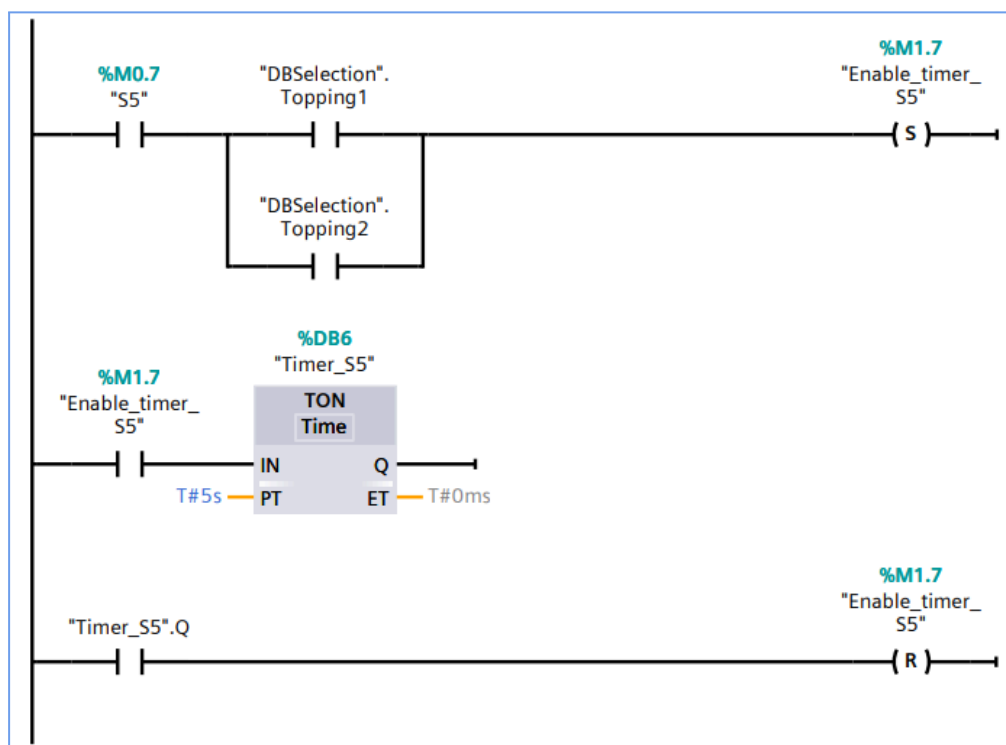 %M0.7
"S5"
"DBSelection".
Topping1
%M1.7
"Enable_timer_
S5"
S
"DBSelection".
Topping2
%DB6
"Timer_S5"
%M1.7
"Enable_timer_
S5"
TON
Time
IN
Q
T#5s
PT
ET
T#0ms
"Timer_S5".Q
%M1.7
"Enable_timer_
S5"
R